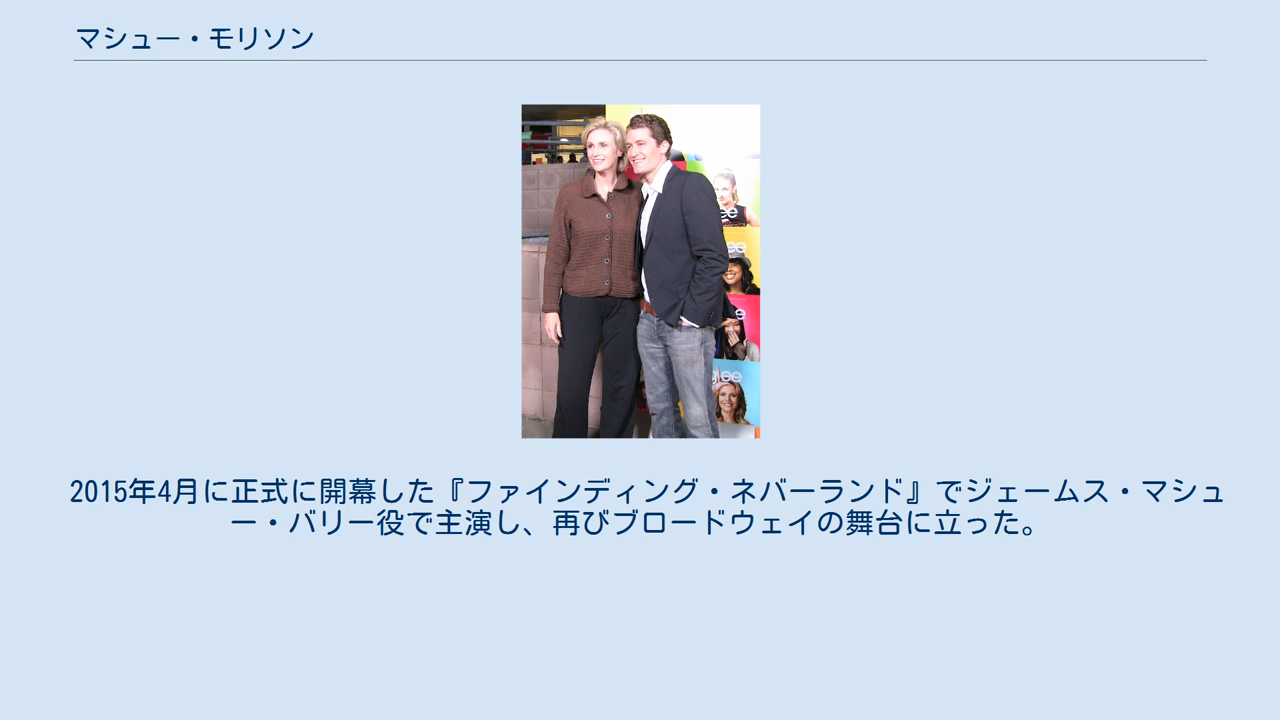 マシュー・モリソン
ee
ee
e
glee
2015年4月に正式に開幕した『ファインディング・ネバーランド』でジェームス・マシュ
ー・バリー役で主演し、再びブロードウェイの舞台に立った。